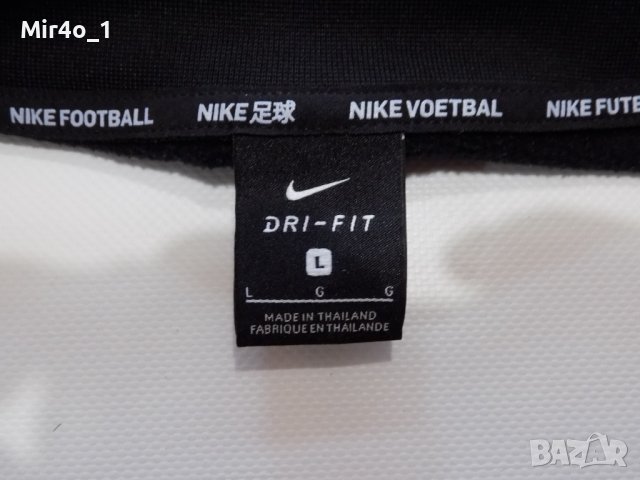 Mir4o_1
NIKE FOOTBALL NIKE 足球 NIKE VOETBAL NIKE FUTE
DRI-FIT
L
L G G
MADE IN THAILAND
FABRIQUE EN THAILANDE
BAZAR
bg